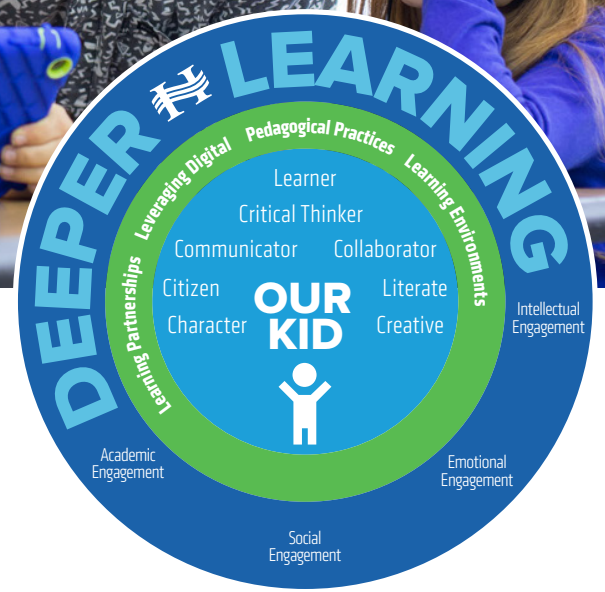 DEEPER LEARNING
Learning Partnerships
Leveraging Digital
Pedagogical Practices
Learning Environments
Learner
Critical Thinker
Communicator
Collaborator
Citizen
OUR
KID
Literate
Character
Creative
Intellectual
Engagement
Academic
Engagement
Emotional
Engagement
Social
Engagement